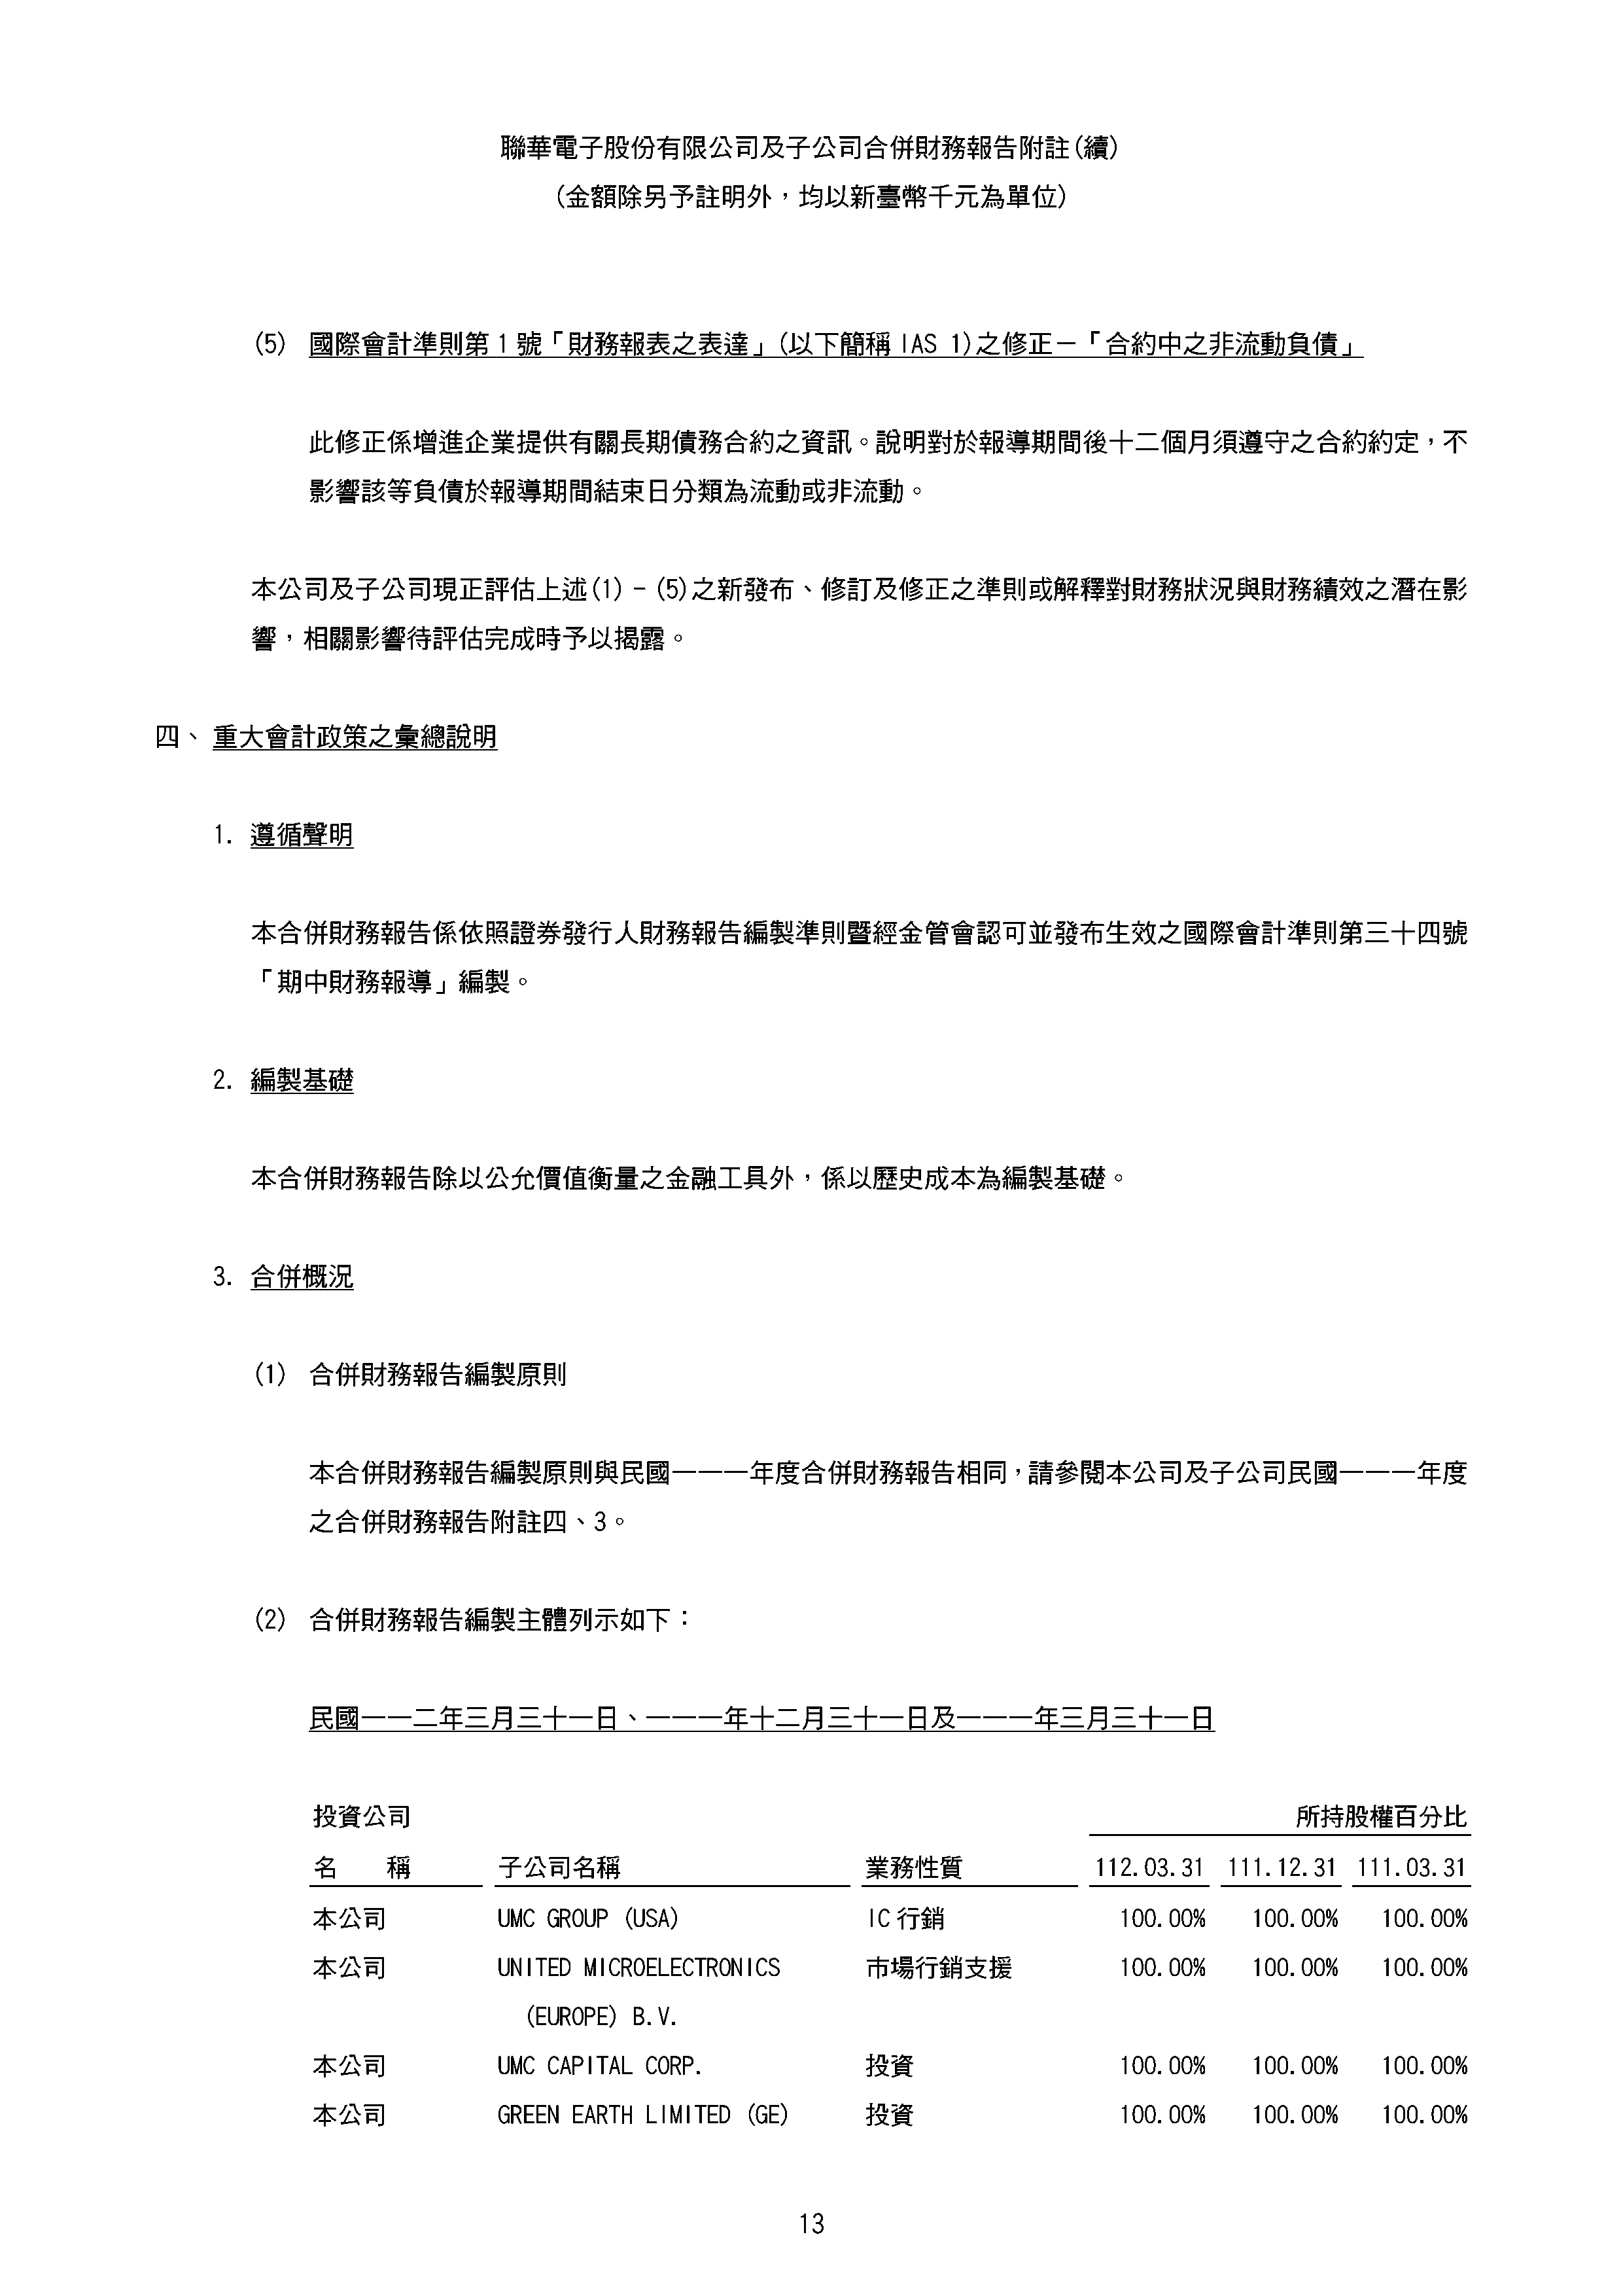 聯華電子股份有限公司及子公司合併財務報告附註(續)
(金額除另予註明外，均以新臺幣千元為單位)
(5) 國際會計準則第 1 號「財務報表之表達」(以下簡稱 IAS 1)之修正－「合約中之非流動負債」
此修正係增進企業提供有關長期債務合約之資訊。說明對於報導期間後十二個月須遵守之合約約定，不
影響該等負債於報導期間結束日分類為流動或非流動。
本公司及子公司現正評估上述(1) - (5)之新發布、修訂及修正之準則或解釋對財務狀況與財務績效之潛在影
響，相關影響待評估完成時予以揭露。
四、 重大會計政策之彙總說明
1. 遵循聲明
本合併財務報告係依照證券發行人財務報告編製準則暨經金管會認可並發布生效之國際會計準則第三十四號
「期中財務報導」編製。
2. 編製基礎
本合併財務報告除以公允價值衡量之金融工具外，係以歷史成本為編製基礎。
3. 合併概況
(1) 合併財務報告編製原則
本合併財務報告編製原則與民國一一一年度合併財務報告相同，請參閱本公司及子公司民國一一一年度
之合併財務報告附註四、3。
(2) 合併財務報告編製主體列示如下：
民國一一二年三月三十一日、一一一年十二月三十一日及一一一年三月三十一日
投資公司 所持股權百分比
名 稱 子公司名稱 業務性質 112.03.31 111.12.31 111.03.31
本公司 UMC GROUP (USA) IC 行銷 100.00% 100.00% 100.00%
本公司 UNITED MICROELECTRONICS 市場行銷支援 100.00% 100.00% 100.00%
(EUROPE) B.V.
本公司 UMC CAPITAL CORP. 投資 100.00% 100.00% 100.00%
本公司 GREEN EARTH LIMITED (GE) 投資 100.00% 100.00% 100.00%
13